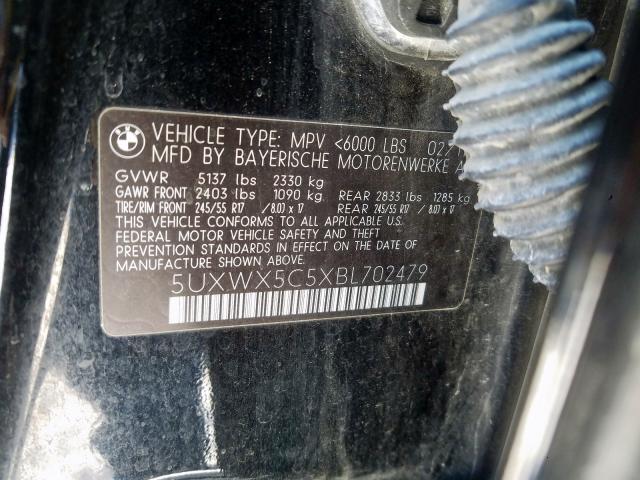 BMW
VEHICLE TYPE: MPV <6000 LBS 02
MFD BY BAYERISCHE MOTORENWERKE A
GVWR 5137 lbs 2330 kg
GAWR FRONT 2403 lbs 1090 kg REAR 2833 lbs 1285 kg
TIRE/RIM FRONT 245/55 R17 / 8.0J x 17 REAR 245/55 R17 / 8.0J x 17
THIS VEHICLE CONFORMS TO ALL APPLICABLE U.S.
FEDERAL MOTOR VEHICLE SAFETY AND THEFT
PREVENTION STANDARDS IN EFFECT ON THE DATE OF
MANUFACTURE SHOWN ABOVE.
5UXWX5C5XBL702479